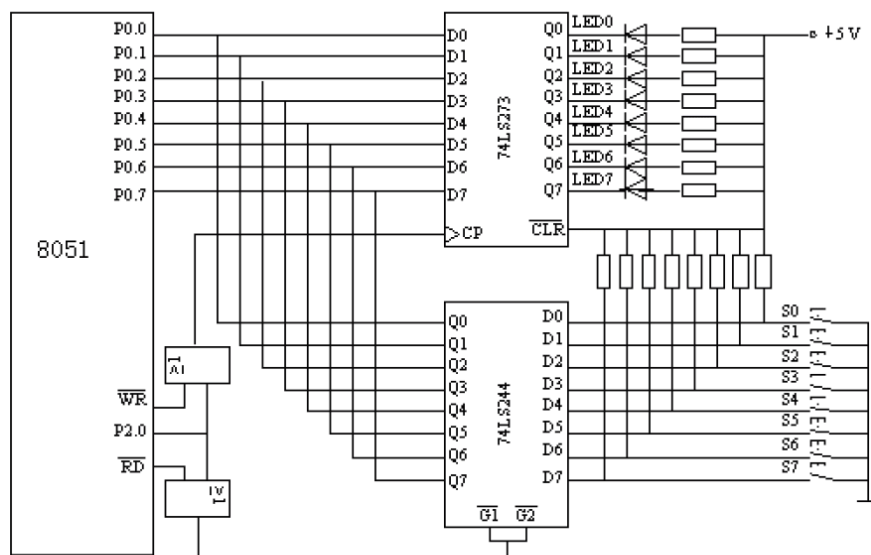 P0.0
P0.1
P0.2
P0.3
P0.4
P0.5
P0.6
P0.7
8051
WR
P2.0
RD
≥1
≥1
D0
D1
D2
D3
D4
D5
D6
D7
CP
74LS273
Q0
Q1
Q2
Q3
Q4
Q5
Q6
Q7
CLR
LED0
LED1
LED2
LED3
LED4
LED5
LED6
LED7
+5V
Q0
Q1
Q2
Q3
Q4
Q5
Q6
Q7
74LS244
G1 G2
D0
D1
D2
D3
D4
D5
D6
D7
S0
S1
S2
S3
S4
S5
S6
S7